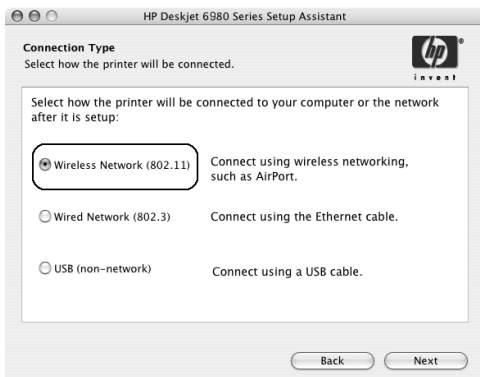 HP Deskjet 6980 Series Setup Assistant
Connection Type
Select how the printer will be connected.
hp
®
invent
Select how the printer will be connected to your computer or the network
after it is setup:
Wireless Network (802.11)
Connect using wireless networking,
such as AirPort.
Wired Network (802.3)
Connect using the Ethernet cable.
USB (non-network)
Connect using a USB cable.
Back
Next